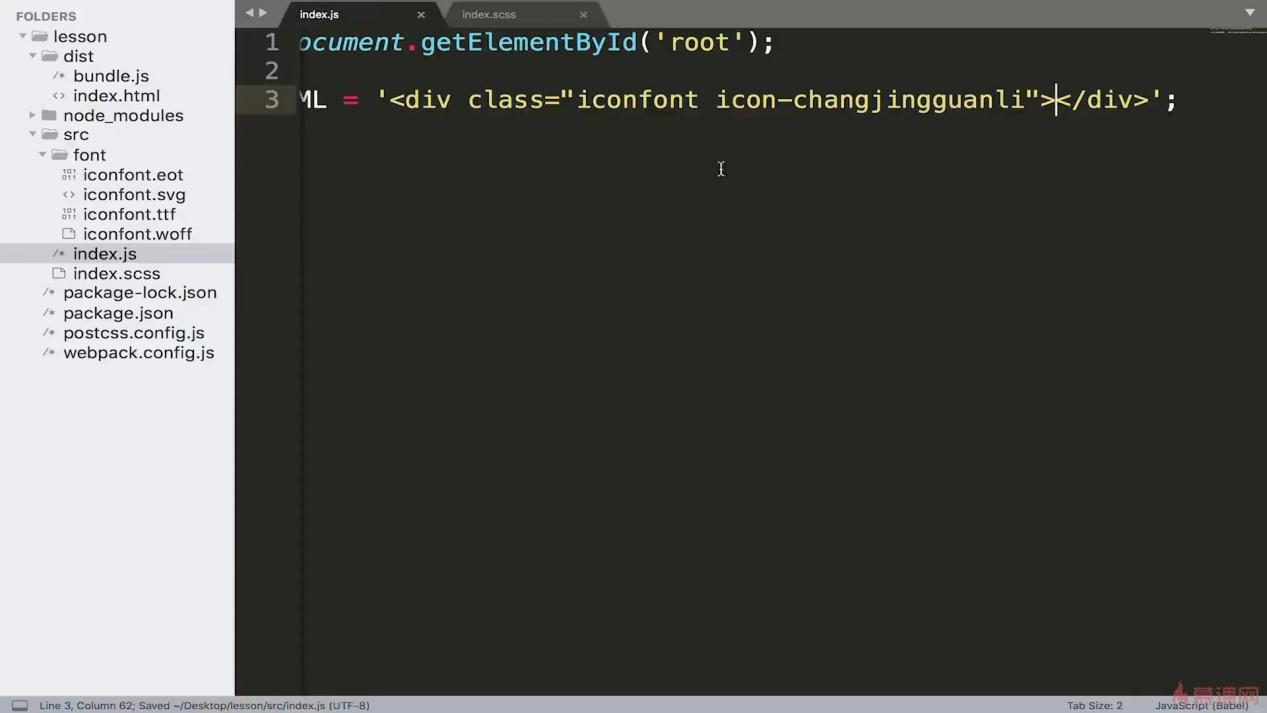 FOLDERS
lesson
dist
/* bundle.js
<> index.html
node_modules
src
font
iconfont.eot
<> iconfont.svg
iconfont.ttf
iconfont.woff
/* index.js
index.scss
/* package-lock.json
/* package.json
/* postcss.config.js
/* webpack.config.js
index.js × index.scss ×
1 ocument.getElementById('root');
2
3 ML = '<div class="iconfont icon-changjingguanli"></div>';
慕课网
Line 3, Column 62; Saved ~/Desktop/lesson/src/index.js (UTF-8) Tab Size: 2 JavaScript (Babel)